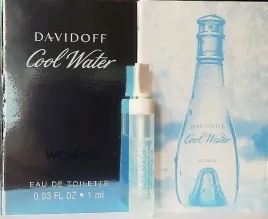 DAVIDOFF
Cool Water
WOMAN
EAU DE TOILETTE
0.03 FL OZ • 1 ml
DAVIDOFF
Cool Water